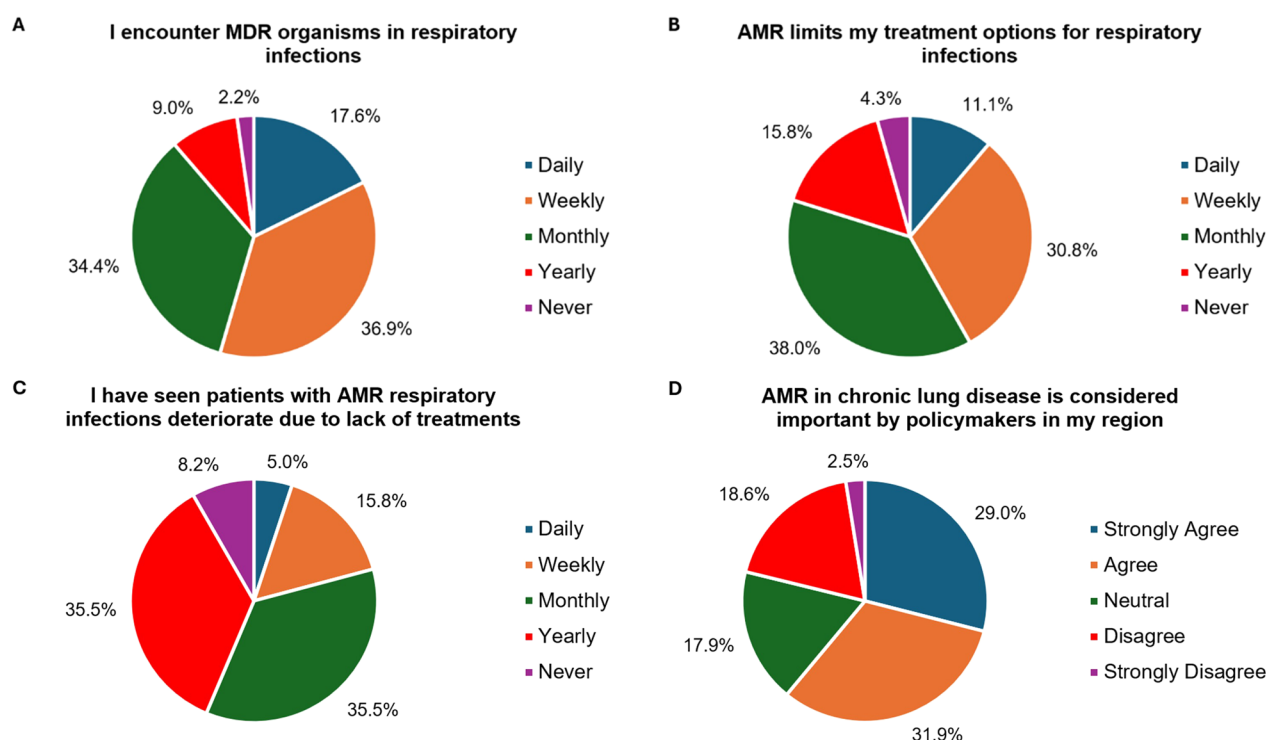 A
I encounter MDR organisms in respiratory
infections
2.2%
9.0%
17.6%
34.4%
36.9%
Daily
Weekly
Monthly
Yearly
Never
B
AMR limits my treatment options for respiratory
infections
4.3%
11.1%
15.8%
30.8%
38.0%
Daily
Weekly
Monthly
Yearly
Never
C
I have seen patients with AMR respiratory
infections deteriorate due to lack of treatments
8.2%
5.0%
15.8%
35.5%
35.5%
Daily
Weekly
Monthly
Yearly
Never
D
AMR in chronic lung disease is considered
important by policymakers in my region
2.5%
18.6%
29.0%
17.9%
31.9%
Strongly Agree
Agree
Neutral
Disagree
Strongly Disagree